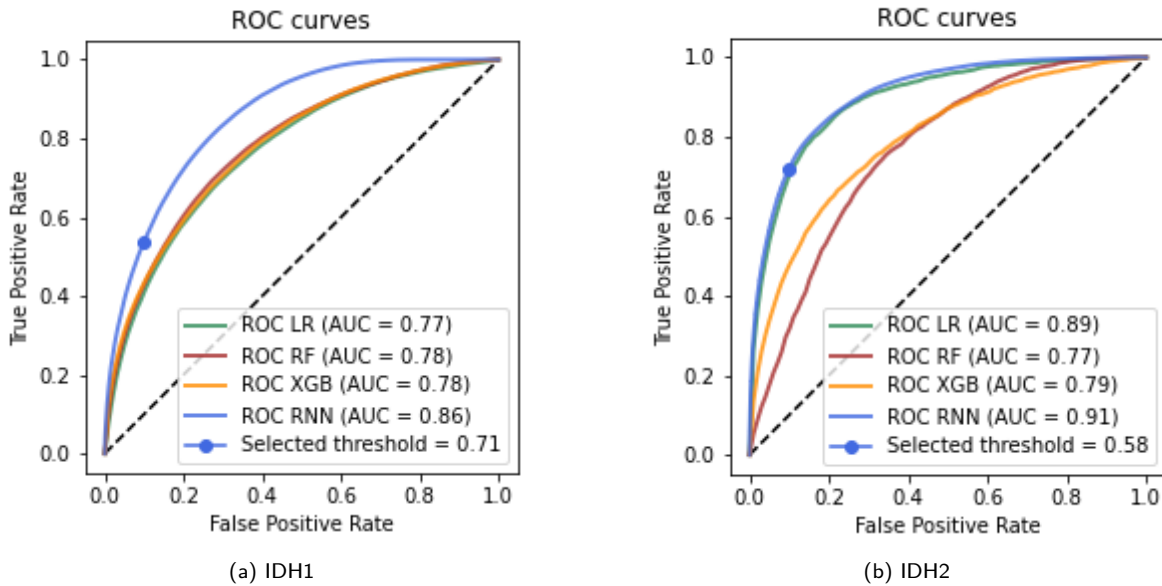 ROC curves
True Positive Rate
1.0
0.8
0.6
0.4
0.2
0.0
ROC LR (AUC = 0.77)
ROC RF (AUC = 0.78)
ROC XGB (AUC = 0.78)
ROC RNN (AUC = 0.86)
Selected threshold = 0.71
0.0 0.2 0.4 0.6 0.8 1.0
False Positive Rate
(a) IDH1
ROC curves
True Positive Rate
1.0
0.8
0.6
0.4
0.2
0.0
ROC LR (AUC = 0.89)
ROC RF (AUC = 0.77)
ROC XGB (AUC = 0.79)
ROC RNN (AUC = 0.91)
Selected threshold = 0.58
0.0 0.2 0.4 0.6 0.8 1.0
False Positive Rate
(b) IDH2